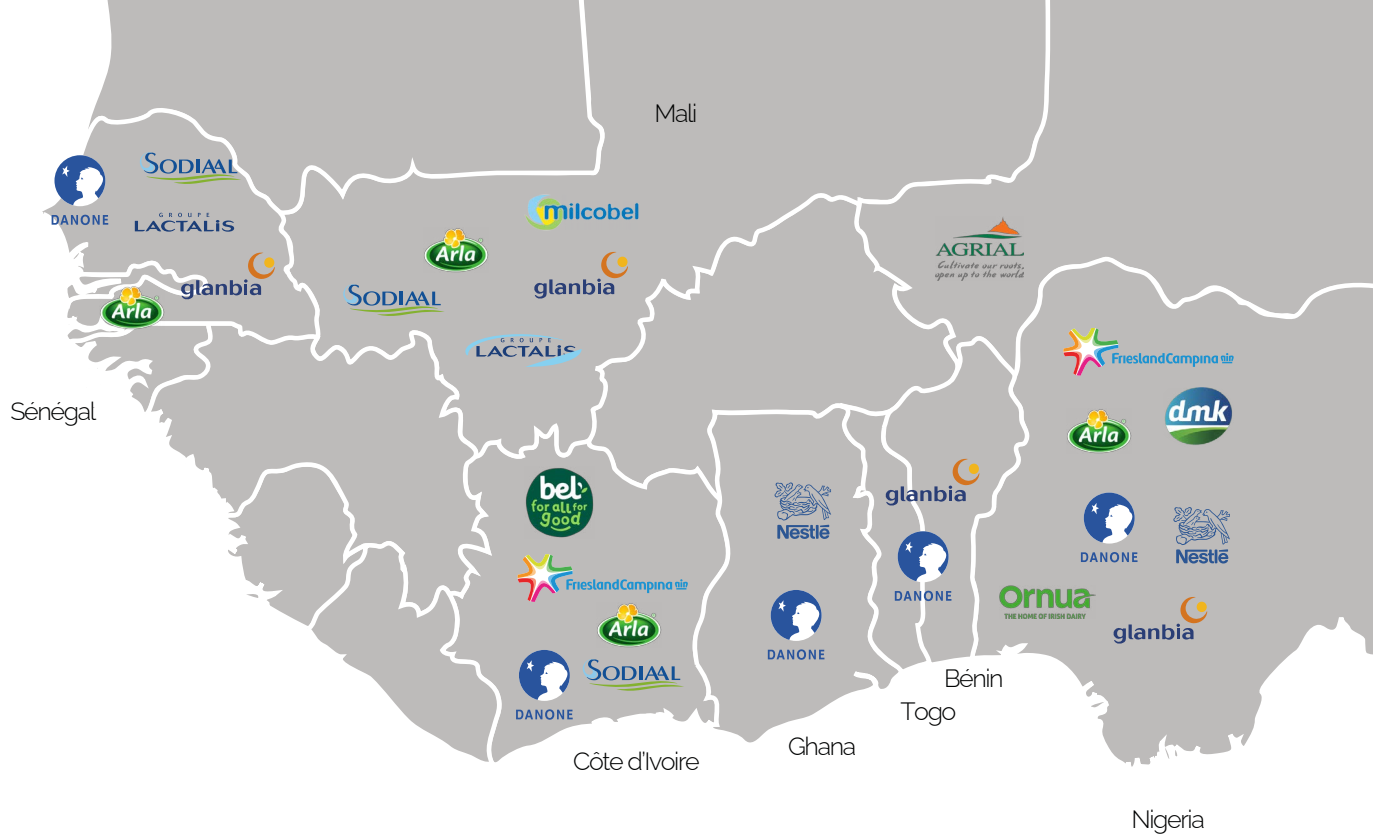 Mali
SODIAAL
DANONE
GROUPE
LACTALIS
glanbia
Arla
milcobel
Arla
glanbia
SODIAAL
GROUPE
LACTALIS
AGRIAL
Cultivate our roots,
open up to the world
Sénégal
FrieslandCampina
dmk
Arla
bel
for all for
good
glanbia
Nestlé
DANONE
Nestlé
FrieslandCampina
DANONE
Ornua
THE HOME OF IRISH DAIRY
glanbia
Arla
DANONE
SODIAAL
DANONE
Bénin
Togo
Ghana
Côte d'Ivoire
Nigeria